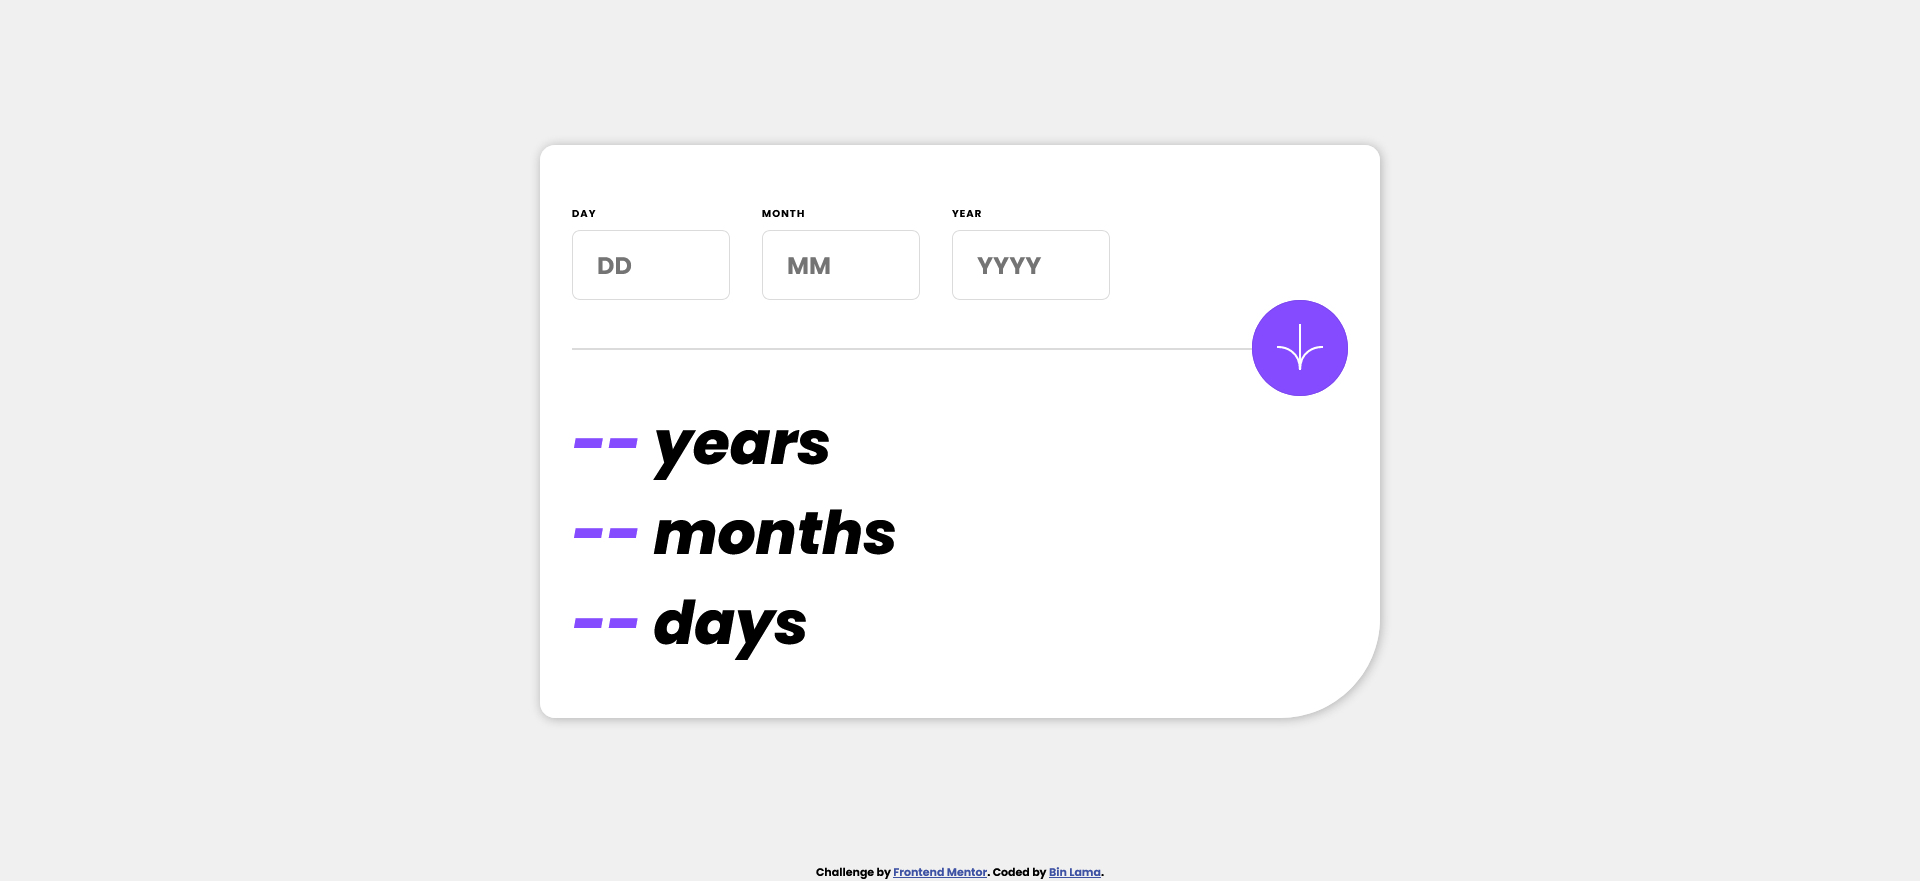 DAY MONTH YEAR
DD MM YYYY
-- years
-- months
-- days
Challenge by Frontend Mentor. Coded by Bin Lama.